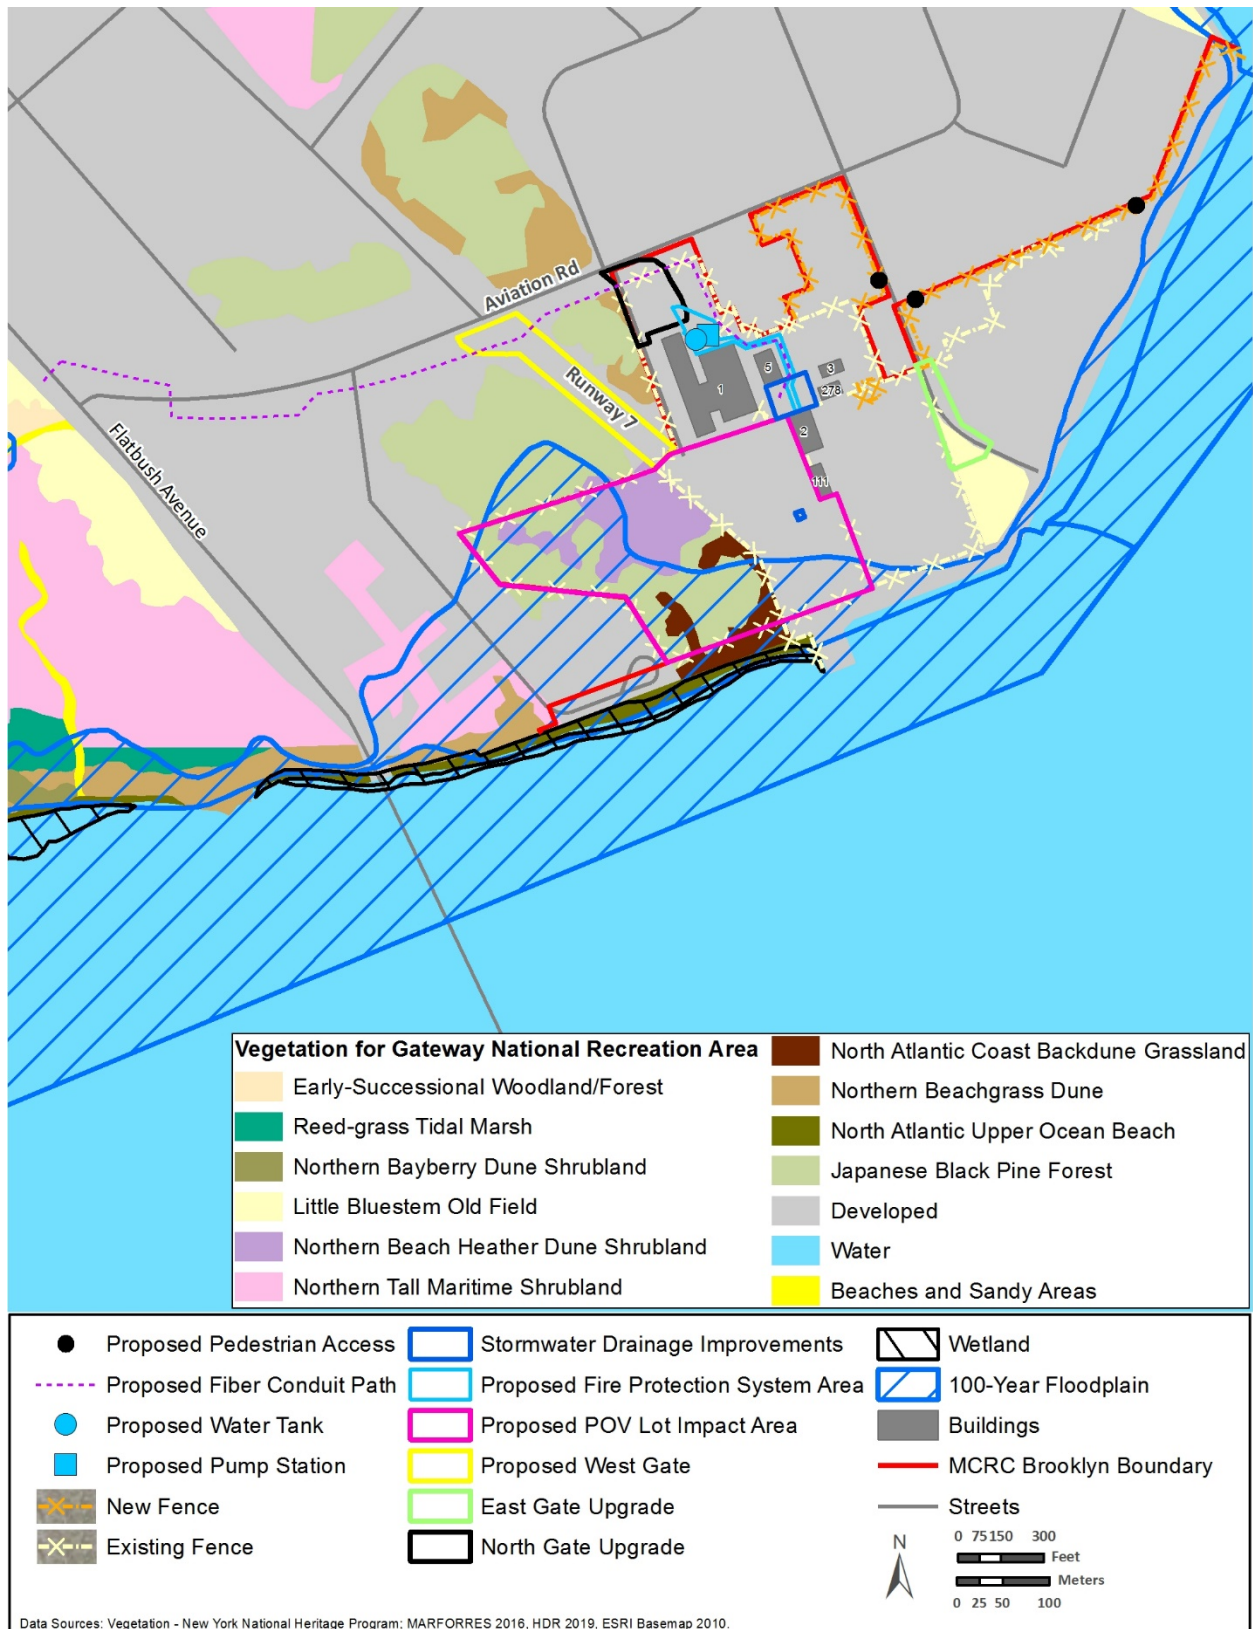 Aviation Rd
Runway 7
Flatbush Avenue
1
5
3
278
2
111
Vegetation for Gateway National Recreation Area
Early-Successional Woodland/Forest
Reed-grass Tidal Marsh
Northern Bayberry Dune Shrubland
Little Bluestem Old Field
Northern Beach Heather Dune Shrubland
Northern Tall Maritime Shrubland
North Atlantic Coast Backdune Grassland
Northern Beachgrass Dune
North Atlantic Upper Ocean Beach
Japanese Black Pine Forest
Developed
Water
Beaches and Sandy Areas
Proposed Pedestrian Access
Proposed Fiber Conduit Path
Proposed Water Tank
Proposed Pump Station
New Fence
Existing Fence
Stormwater Drainage Improvements
Proposed Fire Protection System Area
Proposed POV Lot Impact Area
Proposed West Gate
East Gate Upgrade
North Gate Upgrade
Wetland
100-Year Floodplain
Buildings
MCRC Brooklyn Boundary
Streets
N
0 75 150 300
Feet
Meters
0 25 50 100
Data Sources: Vegetation - New York National Heritage Program; MARFORRES 2016, HDR 2019, ESRI Basemap 2010.